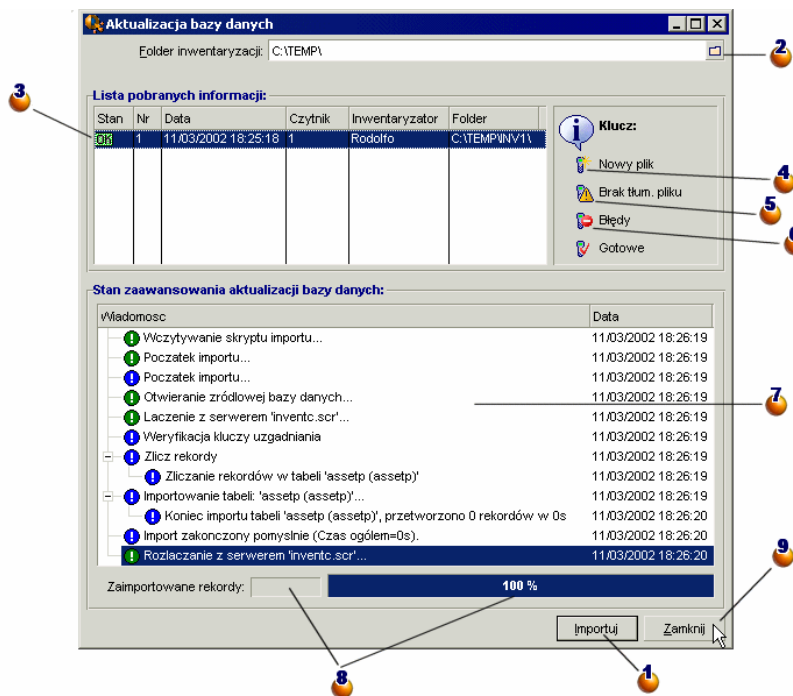 Aktualizacja bazy danych
Folder inwentaryzacji: C:\TEMP\
2
3
Lista pobranych informacji:
Stan Nr Data Czytnik Inwentaryzator Folder
OK 1 11/03/2002 18:25:18 1 Rodolfo C:\TEMP\INV1\
Klucz:
Nowy plik
4
Brak tłum. pliku
5
Błędy
6
Gotowe
Stan zaawansowania aktualizacji bazy danych:
Wiadomosc Data
Wczytywanie skryptu importu... 11/03/2002 18:26:19
Poczatek importu... 11/03/2002 18:26:19
Poczatek importu... 11/03/2002 18:26:19
Otwieranie zródlowej bazy danych... 11/03/2002 18:26:19
7
Laczenie z serwerem 'inventc.scr'... 11/03/2002 18:26:19
Weryfikacja kluczy uzgadniania 11/03/2002 18:26:19
Zlicz rekordy 11/03/2002 18:26:19
Zliczanie rekordów w tabeli 'assetp (assetp)' 11/03/2002 18:26:19
Importowanie tabeli: 'assetp (assetp)'... 11/03/2002 18:26:19
Koniec importu tabeli 'assetp (assetp)', przetworzono 0 rekordów w 0s 11/03/2002 18:26:20
Import zakonczony pomyslnie (Czas ogólem=0s). 11/03/2002 18:26:20
Rozlaczanie z serwerem 'inventc.scr'... 11/03/2002 18:26:20
9
Zaimportowane rekordy: 100 %
Importuj Zamknij
8
1